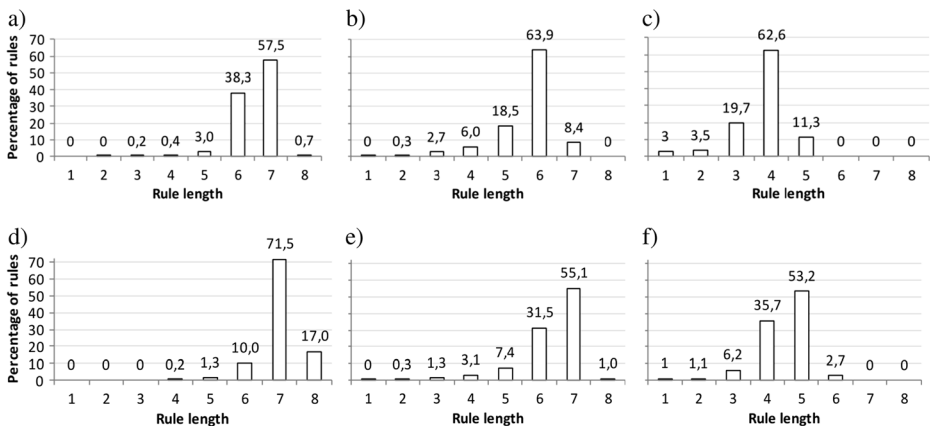 a)
Percentage of rules
70
60
50
40
30
20
10
0
0 0 0,2 0,4 3,0 38,3 57,5 0,7
1 2 3 4 5 6 7 8
Rule length
b)
0 0,3 2,7 6,0 18,5 63,9 8,4 0
1 2 3 4 5 6 7 8
Rule length
c)
3 3,5 19,7 62,6 11,3 0 0 0
1 2 3 4 5 6 7 8
Rule length
d)
Percentage of rules
70
60
50
40
30
20
10
0
0 0 0 0,2 1,3 10,0 71,5 17,0
1 2 3 4 5 6 7 8
Rule length
e)
0 0,3 1,3 3,1 7,4 31,5 55,1 1,0
1 2 3 4 5 6 7 8
Rule length
f)
1 1,1 6,2 35,7 53,2 2,7 0 0
1 2 3 4 5 6 7 8
Rule length